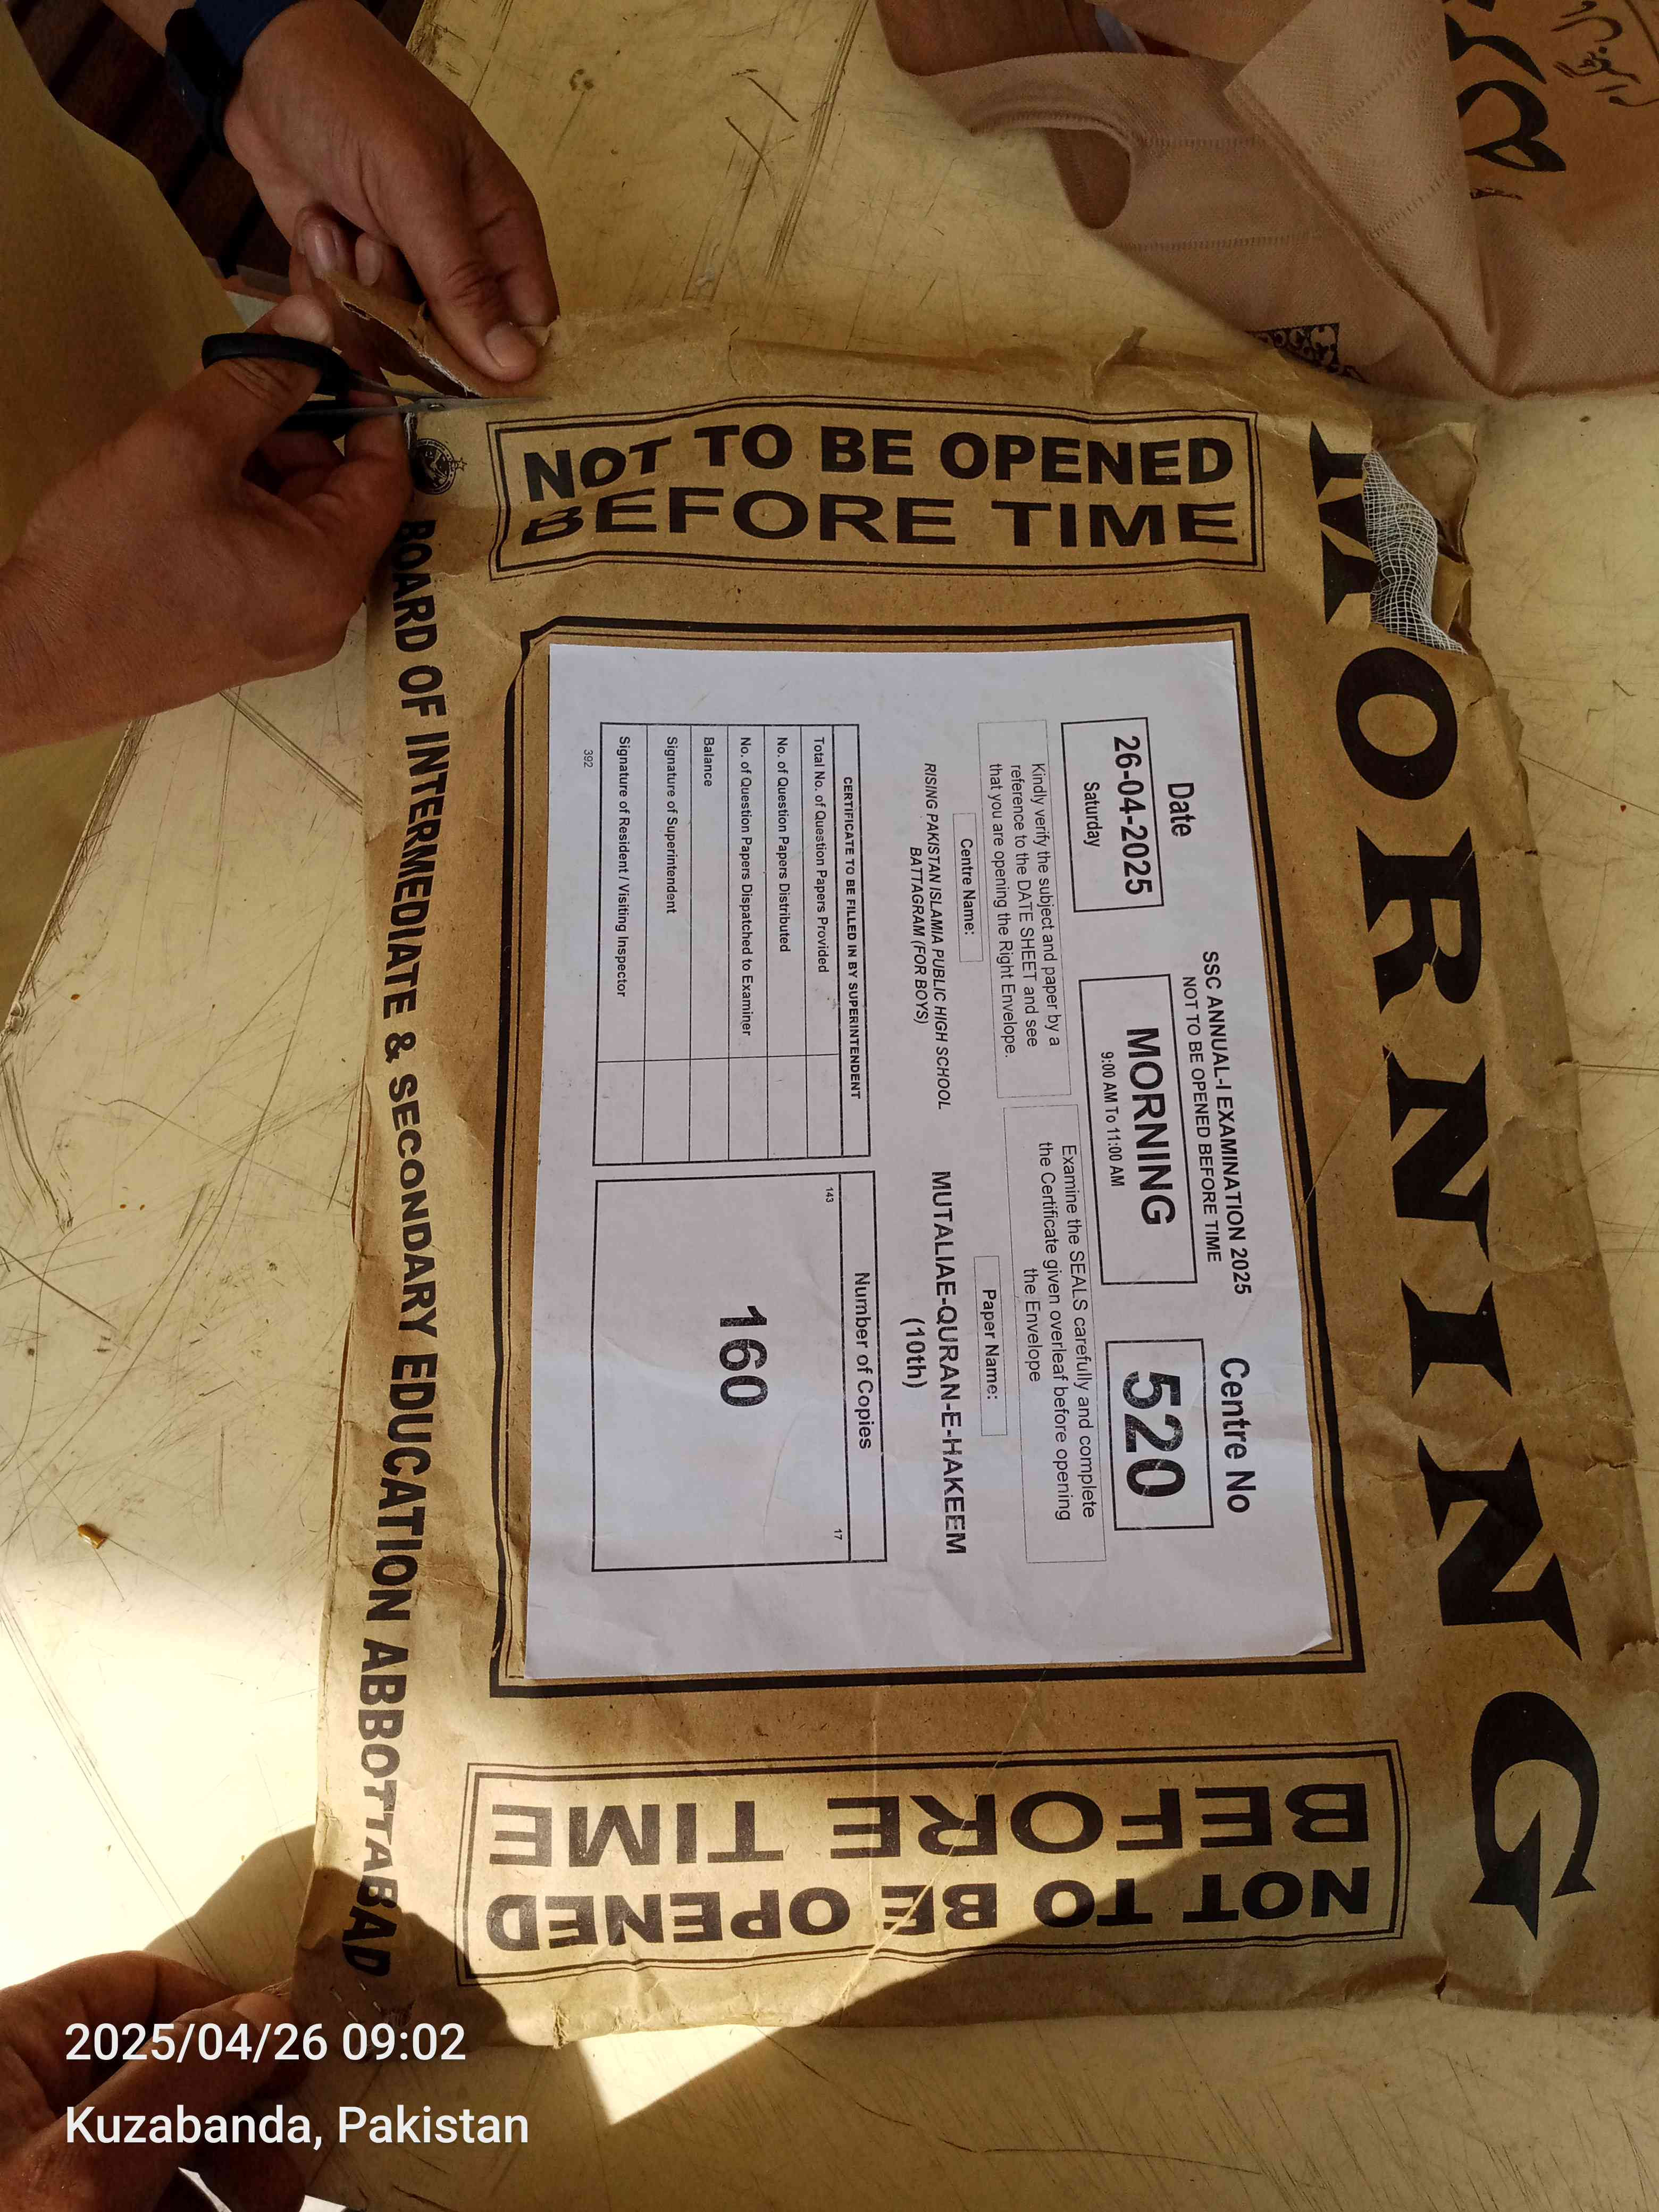 MORNING
NOT TO BE OPENED
BEFORE TIME
Date
26-04-2025
Saturday
SSC ANNUAL-I EXAMINATION 2025
NOT TO BE OPENED BEFORE TIME
MORNING
9:00 AM To 11:00 AM
Centre No
520
Kindly verify the subject and paper by a
reference to the DATE SHEET and see
that you are opening the Right Envelope.
Examine the SEALS carefully and complete
the Certificate given overleaf before opening
the Envelope
Centre Name:
RISING PAKISTAN ISLAMIA PUBLIC HIGH SCHOOL
BATTAGRAM (FOR BOYS)
Paper Name:
MUTALIAE-QURAN-E-HAKEEM
(10th)
CERTIFICATE TO BE FILLED IN BY SUPERINTENDENT
Total No. of Question Papers Provided
No. of Question Papers Distributed
No. of Question Papers Dispatched to Examiner
Balance
Signature of Superintendent
Signature of Resident / Visiting Inspector
392
Number of Copies
143
17
160
NOT TO BE OPENED
BEFORE TIME
BOARD OF INTERMEDIATE & SECONDARY EDUCATION ABBOTTABAD
2025/04/26 09:02
Kuzabanda, Pakistan